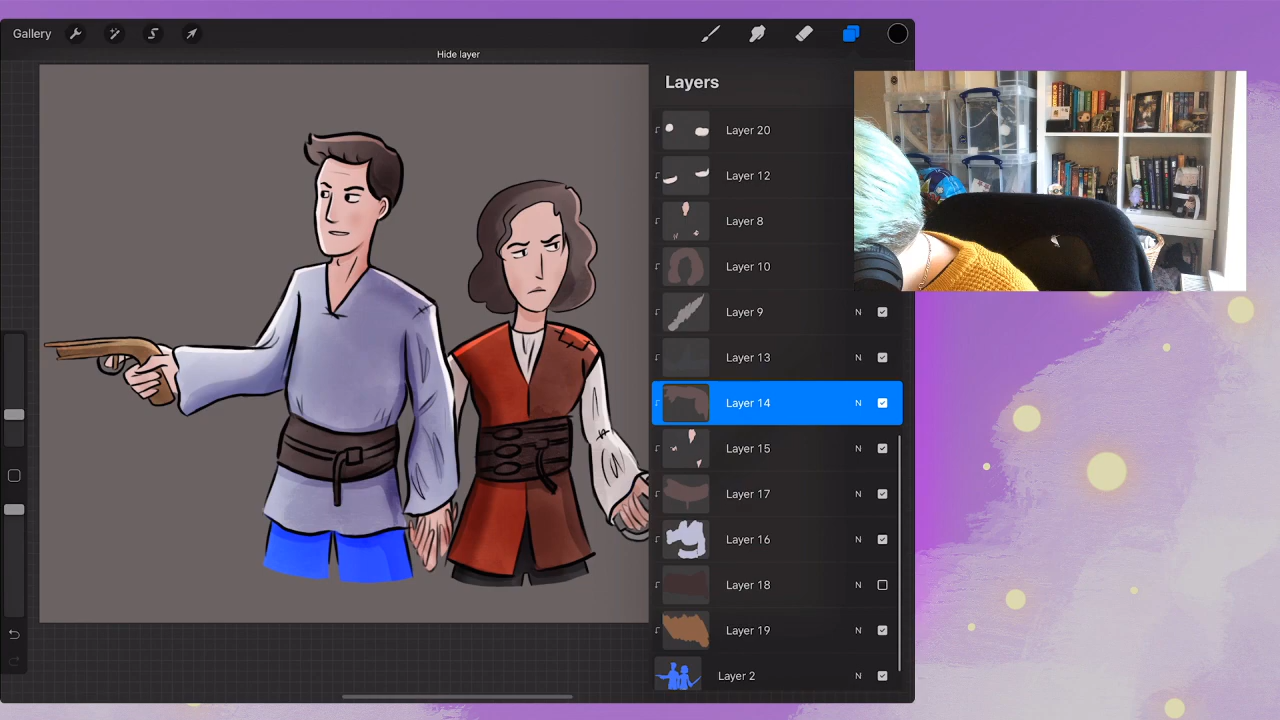 Gallery
Hide layer
Layers
Layer 20
Layer 12
Layer 8
Layer 10
Layer 9 N
Layer 13 N
Layer 14 N
Layer 15 N
Layer 17 N
Layer 16 N
Layer 18 N
Layer 19 N
Layer 2 N